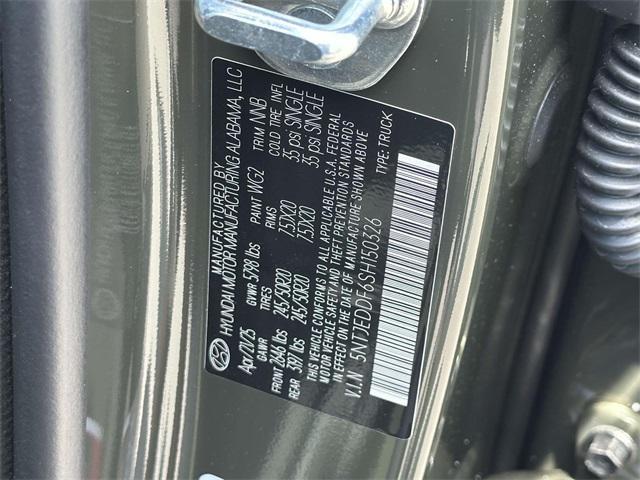 MANUFACTURED BY
HYUNDAI MOTOR MANUFACTURING ALABAMA, LLC
Apr/21/25 GVWR 5798 lbs PAINT WG2 TRIM NNB
GAWR TIRES RIMS COLD TIRE INFL
FRONT 2646 lbs 245/50R20 7.5JX20 35 psi SINGLE
REAR 3197 lbs 245/50R20 7.5JX20 35 psi SINGLE
THIS VEHICLE CONFORMS TO ALL APPLICABLE U.S.A. FEDERAL
MOTOR VEHICLE SAFETY AND THEFT PREVENTION STANDARDS
IN EFFECT ON THE DATE OF MANUFACTURE SHOWN ABOVE
V.I.N 5NTJEDDF6SH150326 TYPE: TRUCK